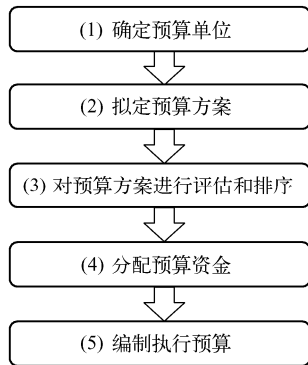 (1) 确定预算单位
(2) 拟定预算方案
(3) 对预算方案进行评估和排序
(4) 分配预算资金
(5) 编制执行预算